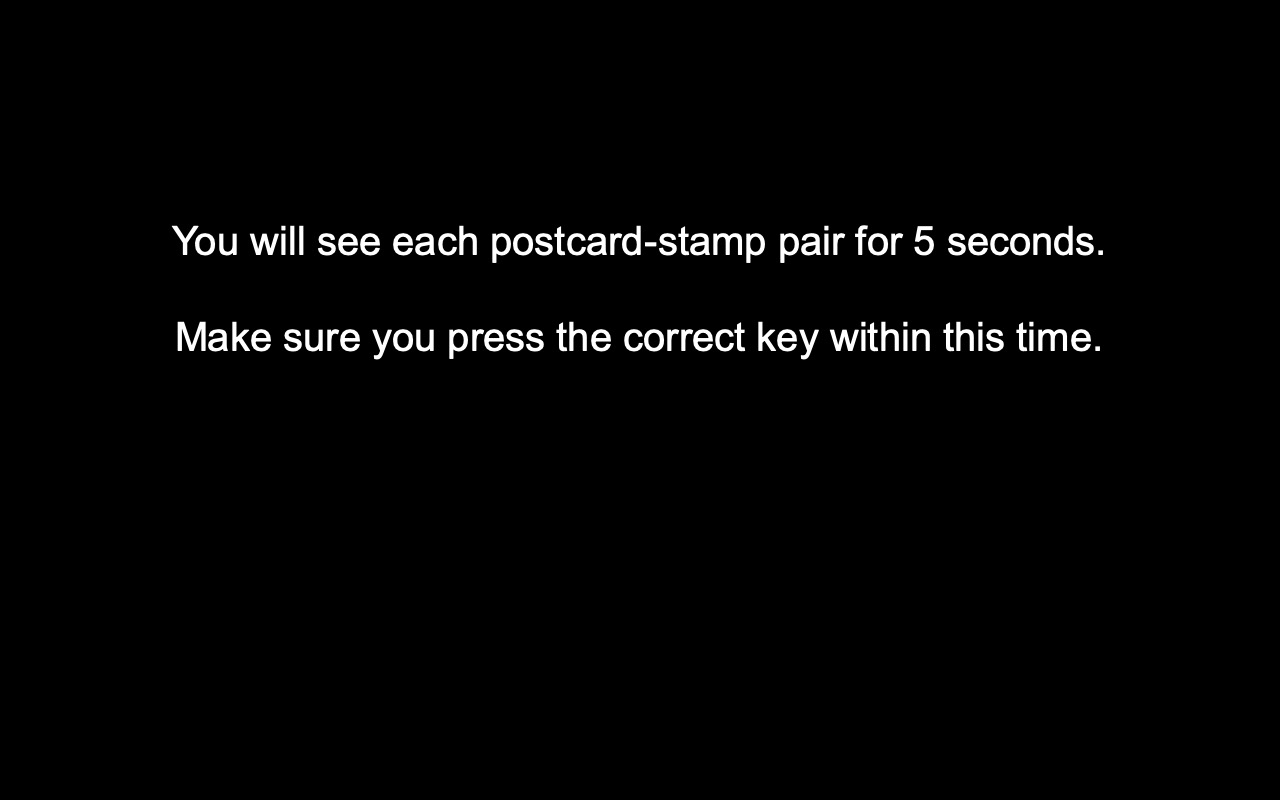 You will see each postcard-stamp pair for 5 seconds.
Make sure you press the correct key within this time.